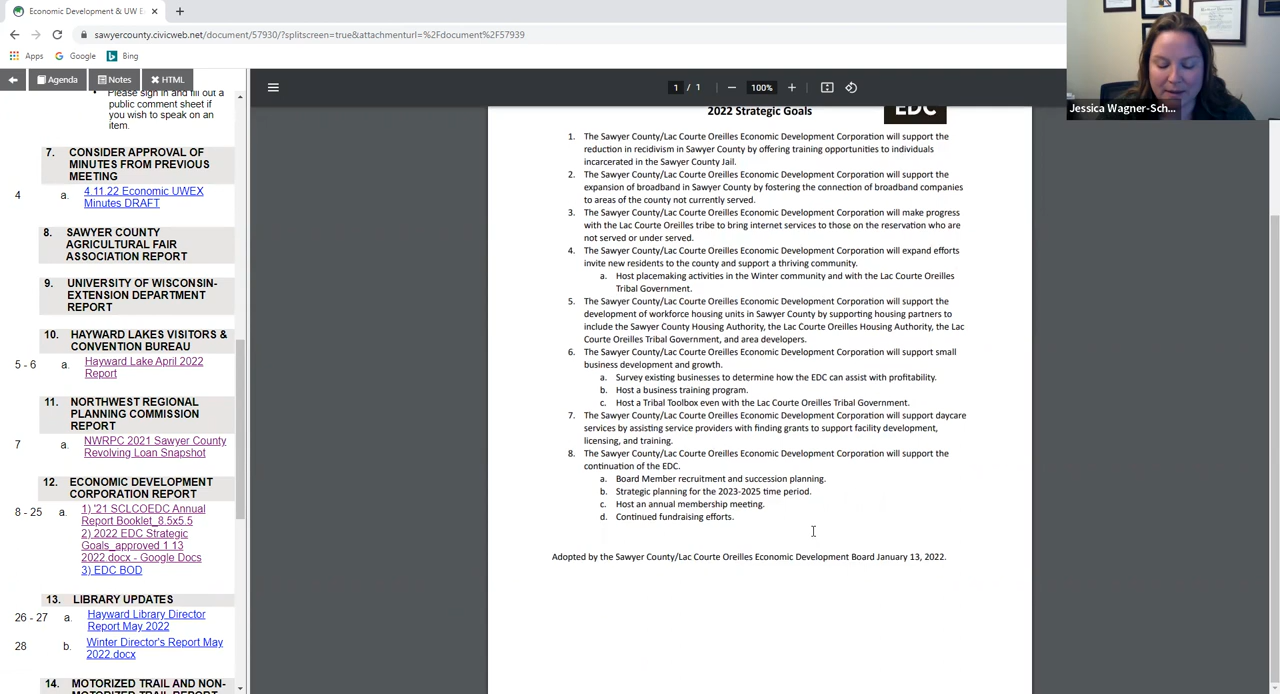 Economic Development & UW E
sawyercounty.civicweb.net/document/57930/?splitscreen=true&attachmenturl=%2Fdocument%2F57939
Apps
Google
Bing
Agenda
Notes
HTML
Please sign in and fill out a
public comment sheet if
you wish to speak on an
item.
7. CONSIDER APPROVAL OF
MINUTES FROM PREVIOUS
MEETING
4 a. 4.11.22 Economic UWEX
Minutes DRAFT
8. SAWYER COUNTY
AGRICULTURAL FAIR
ASSOCIATION REPORT
9. UNIVERSITY OF WISCONSIN-
EXTENSION DEPARTMENT
REPORT
10. HAYWARD LAKES VISITORS &
CONVENTION BUREAU
5 - 6 a. Hayward Lake April 2022
Report
11. NORTHWEST REGIONAL
PLANNING COMMISSION
REPORT
7 a. NWRPC 2021 Sawyer County
Revolving Loan Snapshot
12. ECONOMIC DEVELOPMENT
CORPORATION REPORT
8 - 25 a. 1) '21 SCLCOEDC Annual
Report Booklet_8.5x5.5
2) 2022 EDC Strategic
Goals_approved 1 13
2022.docx - Google Docs
3) EDC BOD
13. LIBRARY UPDATES
26 - 27 a. Hayward Library Director
Report May 2022
28 b. Winter Director's Report May
2022.docx
14. MOTORIZED TRAIL AND NON-
MOTORIZED TRAIL REPORT
1 / 1
100%
2022 Strategic Goals
EDC
1. The Sawyer County/Lac Courte Oreilles Economic Development Corporation will support the
reduction in recidivism in Sawyer County by offering training opportunities to individuals
incarcerated in the Sawyer County Jail.
2. The Sawyer County/Lac Courte Oreilles Economic Development Corporation will support the
expansion of broadband in Sawyer County by fostering the connection of broadband companies
to areas of the county not currently served.
3. The Sawyer County/Lac Courte Oreilles Economic Development Corporation will make progress
with the Lac Courte Oreilles tribe to bring internet services to those on the reservation who are
not served or under served.
4. The Sawyer County/Lac Courte Oreilles Economic Development Corporation will expand efforts
invite new residents to the county and support a thriving community.
a. Host placemaking activities in the Winter community and with the Lac Courte Oreilles
Tribal Government.
5. The Sawyer County/Lac Courte Oreilles Economic Development Corporation will support the
development of workforce housing units in Sawyer County by supporting housing partners to
include the Sawyer County Housing Authority, the Lac Courte Oreilles Housing Authority, the Lac
Courte Oreilles Tribal Government, and area developers.
6. The Sawyer County/Lac Courte Oreilles Economic Development Corporation will support small
business development and growth.
a. Survey existing businesses to determine how the EDC can assist with profitability.
b. Host a business training program.
c. Host a Tribal Toolbox even with the Lac Courte Oreilles Tribal Government.
7. The Sawyer County/Lac Courte Oreilles Economic Development Corporation will support daycare
services by assisting service providers with finding grants to support facility development,
licensing, and training.
8. The Sawyer County/Lac Courte Oreilles Economic Development Corporation will support the
continuation of the EDC.
a. Board Member recruitment and succession planning.
b. Strategic planning for the 2023-2025 time period.
c. Host an annual membership meeting.
d. Continued fundraising efforts.
Adopted by the Sawyer County/Lac Courte Oreilles Economic Development Board January 13, 2022.
Jessica Wagner-Sch...